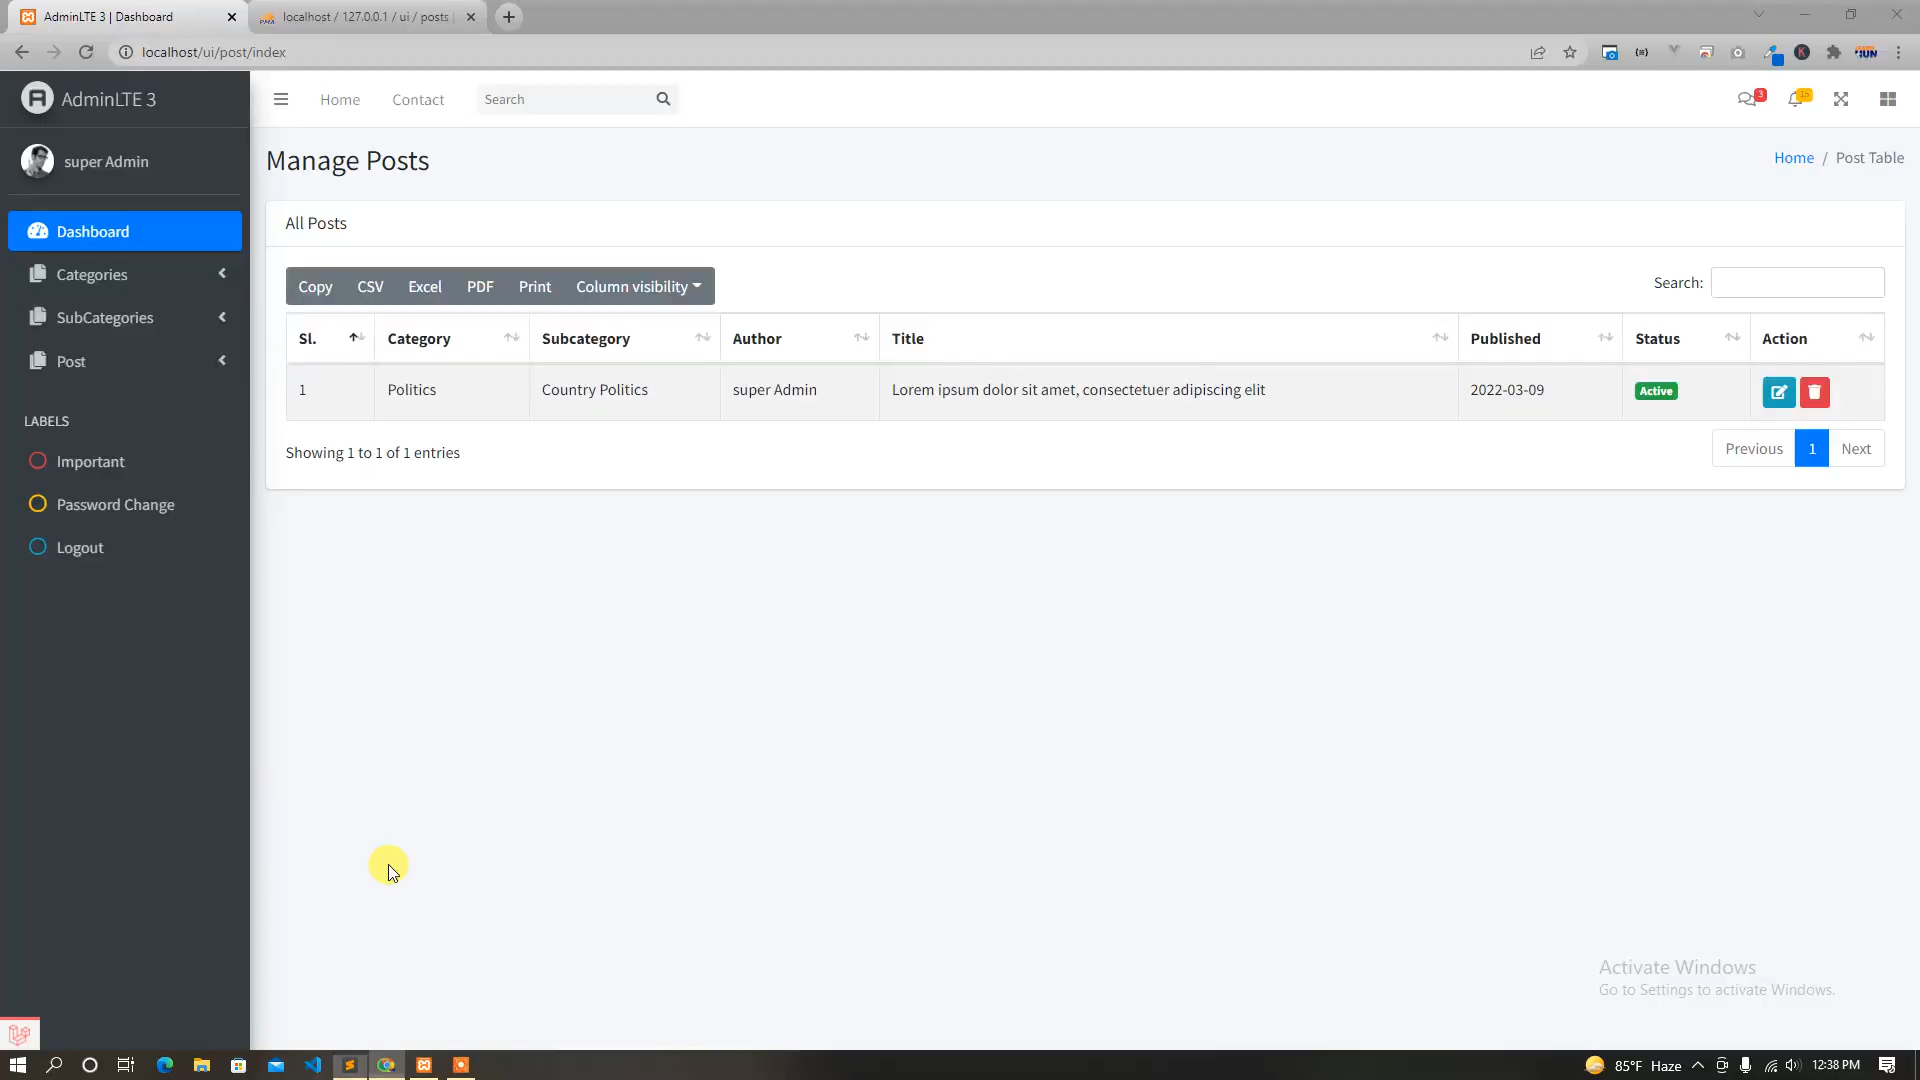 AdminLTE 3 | Dashboard
localhost / 127.0.0.1 / ui / posts
localhost/ui/post/index
AdminLTE 3
Home
Contact
Search
3
15
super Admin
Manage Posts
Home / Post Table
Dashboard
Categories
SubCategories
Post
LABELS
Important
Password Change
Logout
All Posts
Copy CSV Excel PDF Print Column visibility
Search:
Sl. Category Subcategory Author Title Published Status Action
1 Politics Country Politics super Admin Lorem ipsum dolor sit amet, consectetuer adipiscing elit 2022-03-09 Active
Showing 1 to 1 of 1 entries
Previous 1 Next
Activate Windows
Go to Settings to activate Windows.
85°F Haze
12:38 PM